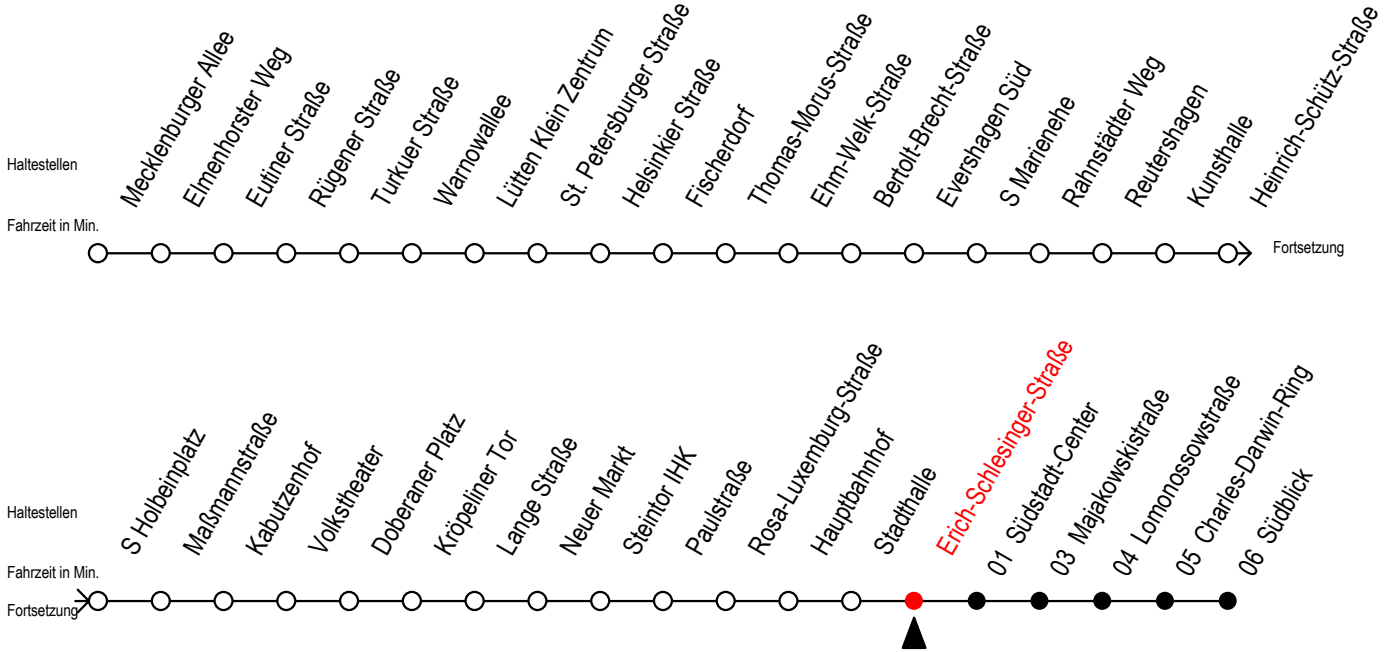 Haltestellen
Mecklenburger Allee
Elmenhorster Weg
Eutiner Straße
Rügener Straße
Turkuer Straße
Warnowallee
Lütten Klein Zentrum
St. Petersburger Straße
Helsinkier Straße
Fischerdorf
Thomas-Morus-Straße
Ehm-Welk-Straße
Bertolt-Brecht-Straße
Evershagen Süd
S Marienehe
Rahnstädter Weg
Reutershagen
Kunsthalle
Heinrich-Schütz-Straße
Fahrzeit in Min.
Fortsetzung
Haltestellen
S Holbeinplatz
Maßmannstraße
Kabutzenhof
Volkstheater
Doberaner Platz
Kröpeliner Tor
Lange Straße
Neuer Markt
Steintor IHK
Paulstraße
Rosa-Luxemburg-Straße
Hauptbahnhof
Stadthalle
Erich-Schlesinger-Straße
01 Südstadt-Center
03 Majakowskistraße
04 Lomonossowstraße
05 Charles-Darwin-Ring
06 Südblick
Fahrzeit in Min.
Fortsetzung